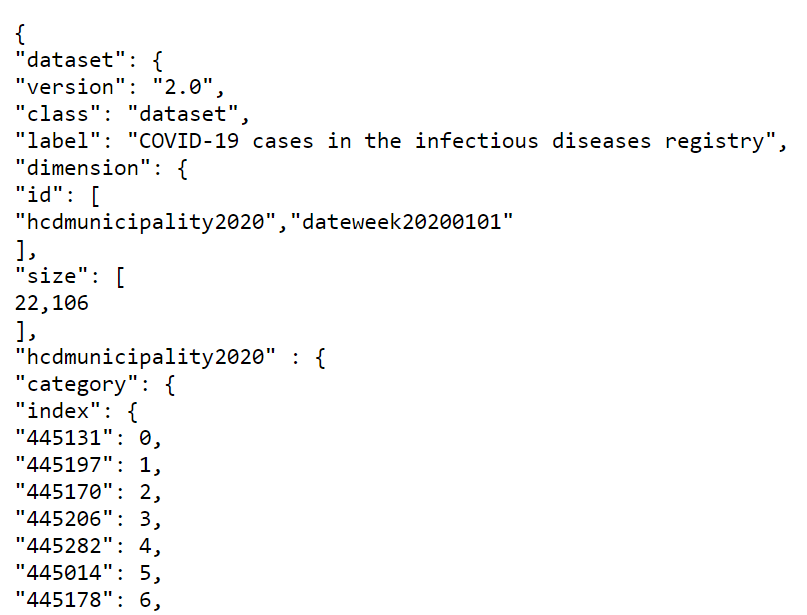 {
"dataset": {
"version": "2.0",
"class": "dataset",
"label": "COVID-19 cases in the infectious diseases registry",
"dimension": {
"id": [
"hcdmunicipality2020","dateweek20200101"
],
"size": [
22,106
],
"hcdmunicipality2020" : {
"category": {
"index": {
"445131": 0,
"445197": 1,
"445170": 2,
"445206": 3,
"445282": 4,
"445014": 5,
"445178": 6,